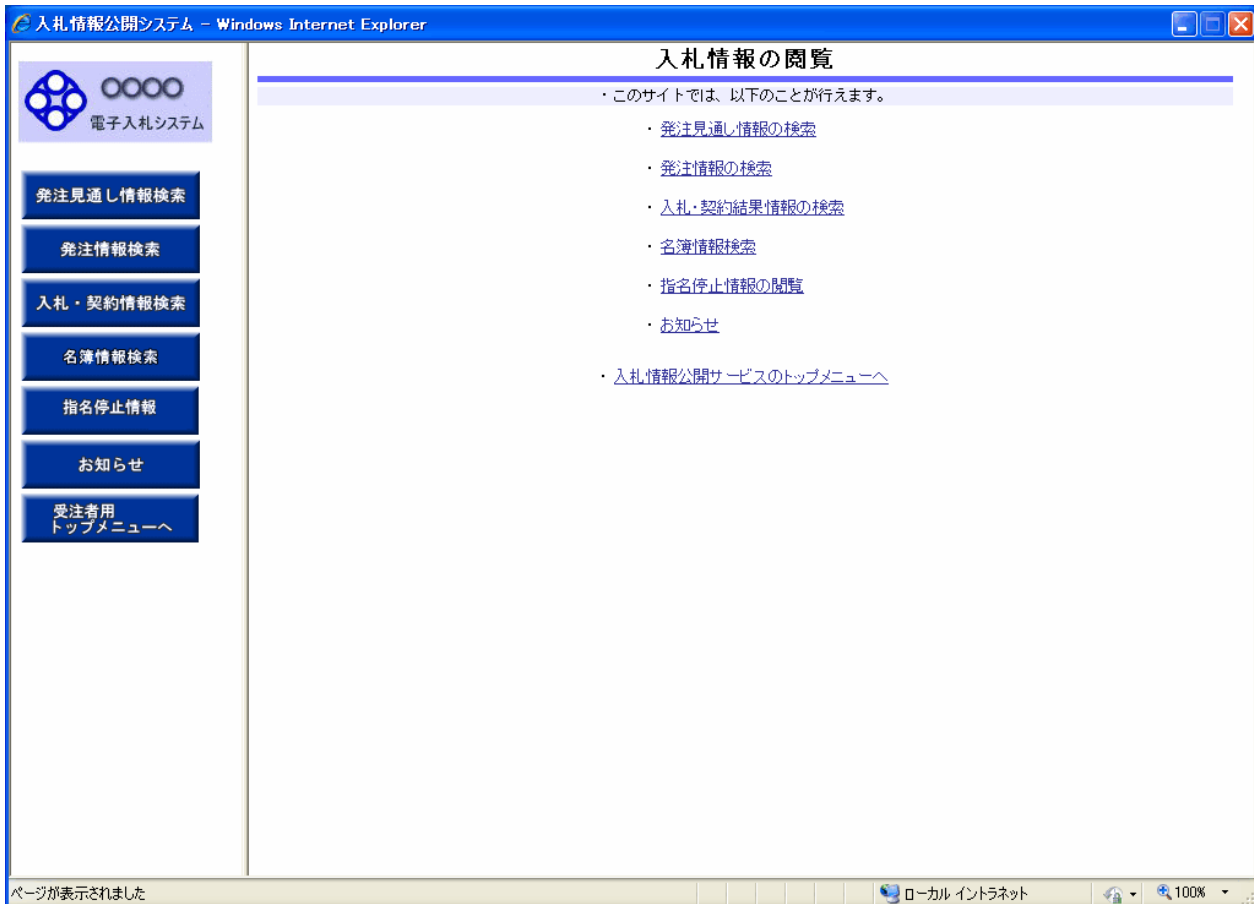 入札情報公開システム - Windows Internet Explorer
〇〇〇〇
電子入札システム
発注見通し情報検索
発注情報検索
入札・契約情報検索
名簿情報検索
指名停止情報
お知らせ
受注者用
トップメニューへ
入札情報の閲覧
・このサイトでは、以下のことが行えます。
・発注見通し情報の検索
・発注情報の検索
・入札・契約結果情報の検索
・名簿情報検索
・指名停止情報の閲覧
・お知らせ
・入札情報公開サービスのトップメニューへ
ページが表示されました
ローカル イントラネット
100%